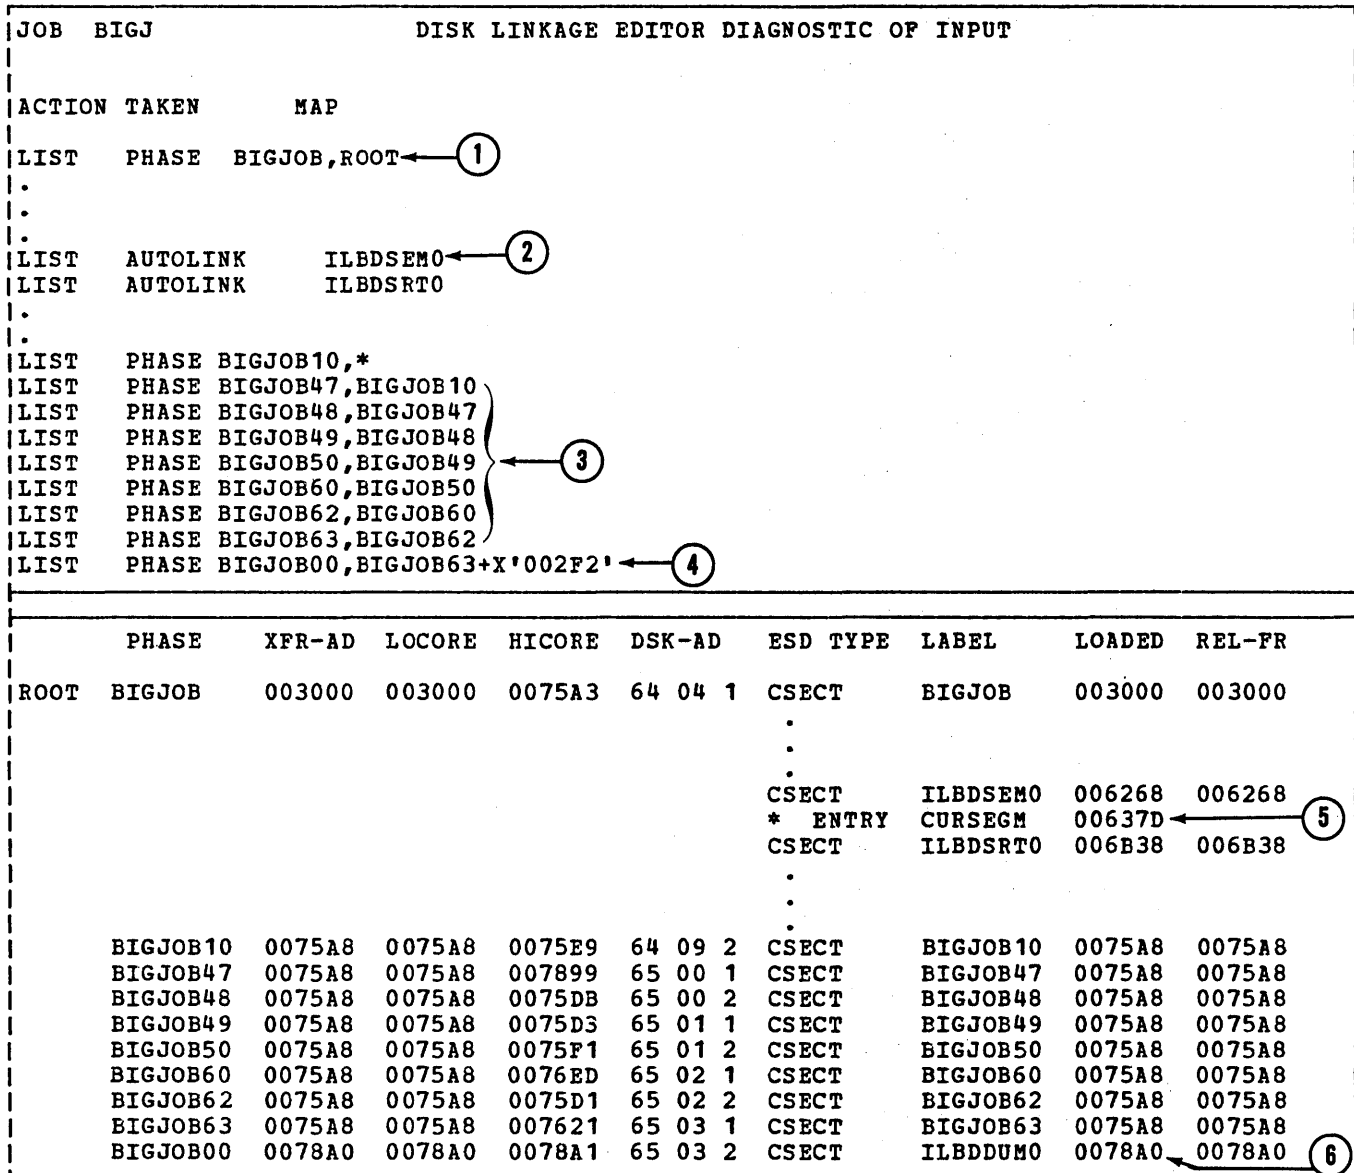 JOB BIGJ DISK LINKAGE EDITOR DIAGNOSTIC OF INPUT
ACTION TAKEN MAP
LIST PHASE BIGJOB,ROOT 1
.
.
.
LIST AUTOLINK ILBDSEM0 2
LIST AUTOLINK ILBDSRT0
.
.
LIST PHASE BIGJOB10,*
LIST PHASE BIGJOB47,BIGJOB10
LIST PHASE BIGJOB48,BIGJOB47
LIST PHASE BIGJOB49,BIGJOB48
LIST PHASE BIGJOB50,BIGJOB49 3
LIST PHASE BIGJOB60,BIGJOB50
LIST PHASE BIGJOB62,BIGJOB60
LIST PHASE BIGJOB63,BIGJOB62
LIST PHASE BIGJOB00,BIGJOB63+X'002F2' 4
PHASE XFR-AD LOCORE HICORE DSK-AD ESD TYPE LABEL LOADED REL-FR
ROOT BIGJOB 003000 003000 0075A3 64 04 1 CSECT BIGJOB 003000 003000
.
.
.
CSECT ILBDSEM0 006268 006268
* ENTRY CURSEGM 00637D 5
CSECT ILBDSRT0 006B38 006B38
.
.
.
BIGJOB10 0075A8 0075A8 0075E9 64 09 2 CSECT BIGJOB10 0075A8 0075A8
BIGJOB47 0075A8 0075A8 007899 65 00 1 CSECT BIGJOB47 0075A8 0075A8
BIGJOB48 0075A8 0075A8 0075DB 65 00 2 CSECT BIGJOB48 0075A8 0075A8
BIGJOB49 0075A8 0075A8 0075D3 65 01 1 CSECT BIGJOB49 0075A8 0075A8
BIGJOB50 0075A8 0075A8 0075F1 65 01 2 CSECT BIGJOB50 0075A8 0075A8
BIGJOB60 0075A8 0075A8 0076ED 65 02 1 CSECT BIGJOB60 0075A8 0075A8
BIGJOB62 0075A8 0075A8 0075D1 65 02 2 CSECT BIGJOB62 0075A8 0075A8
BIGJOB63 0075A8 0075A8 007621 65 03 1 CSECT BIGJOB63 0075A8 0075A8
BIGJOB00 0078A0 0078A0 0078A1 65 03 2 CSECT ILBDDUM0 0078A0 0078A0 6